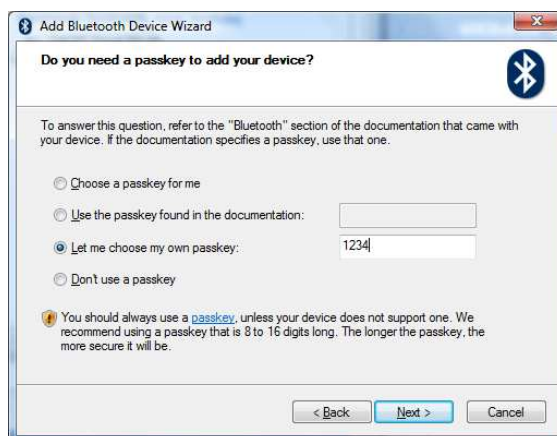 Add Bluetooth Device Wizard
Do you need a passkey to add your device?
To answer this question, refer to the "Bluetooth" section of the documentation that came with
your device. If the documentation specifies a passkey, use that one.
Choose a passkey for me
Use the passkey found in the documentation:
Let me choose my own passkey: 1234
Don't use a passkey
You should always use a passkey, unless your device does not support one. We
recommend using a passkey that is 8 to 16 digits long. The longer the passkey, the
more secure it will be.
< Back Next > Cancel